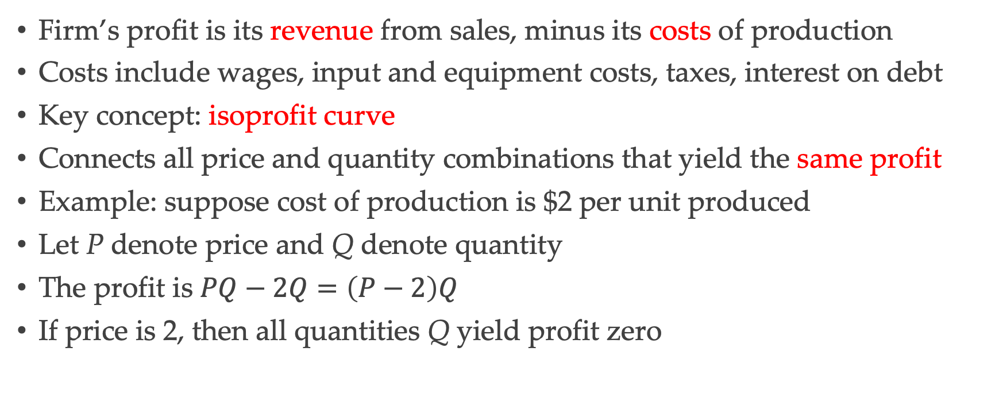 • Firm’s profit is its revenue from sales, minus its costs of production
• Costs include wages, input and equipment costs, taxes, interest on debt
• Key concept: isoprofit curve
• Connects all price and quantity combinations that yield the same profit
• Example: suppose cost of production is $2 per unit produced
• Let P denote price and Q denote quantity
• The profit is PQ − 2Q = (P − 2)Q
• If price is 2, then all quantities Q yield profit zero